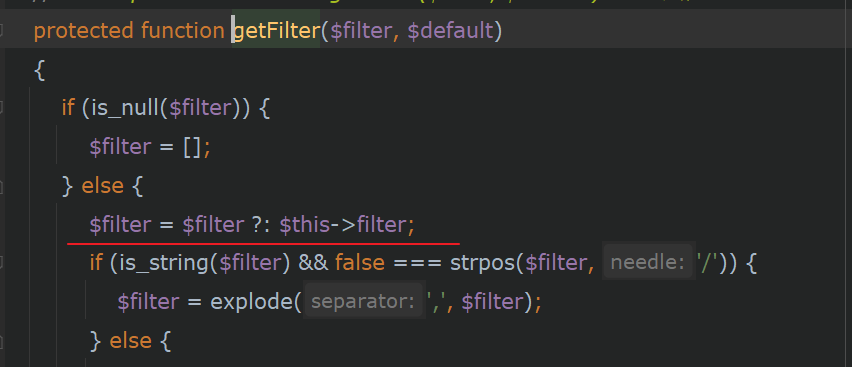 protected function getFilter($filter, $default)
{
if (is_null($filter)) {
$filter = [];
} else {
$filter = $filter ?: $this->filter;
if (is_string($filter) && false === strpos($filter, needle: '/')) {
$filter = explode( separator: ',', $filter);
} else {